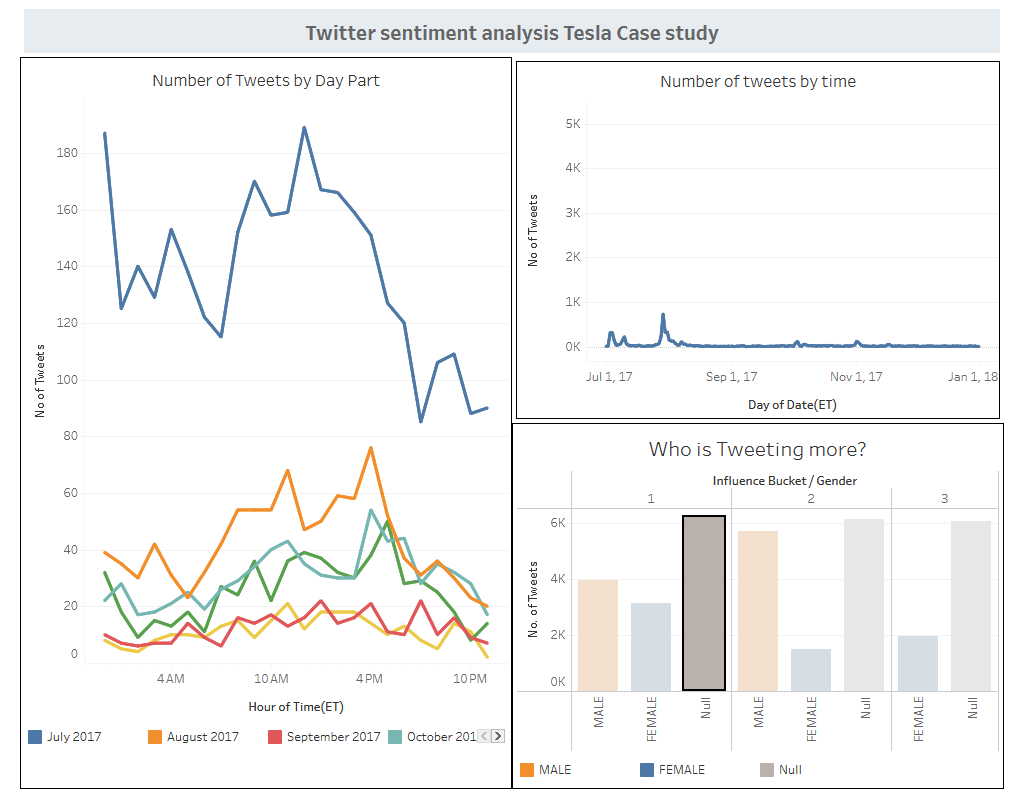 Twitter sentiment analysis Tesla Case study
Number of Tweets by Day Part
180
160
140
120
100
80
60
40
20
0
No of Tweets
4 AM 10 AM 4 PM 10 PM
Hour of Time(ET)
July 2017 August 2017 September 2017 October 201
Number of tweets by time
5K
4K
3K
2K
1K
0K
No of Tweets
Jul 1, 17 Sep 1, 17 Nov 1, 17 Jan 1, 18
Day of Date(ET)
Who is Tweeting more?
Influence Bucket / Gender
1 2 3
6K
4K
2K
0K
No. of Tweets
MALE FEMALE Null MALE FEMALE Null FEMALE Null
MALE FEMALE Null